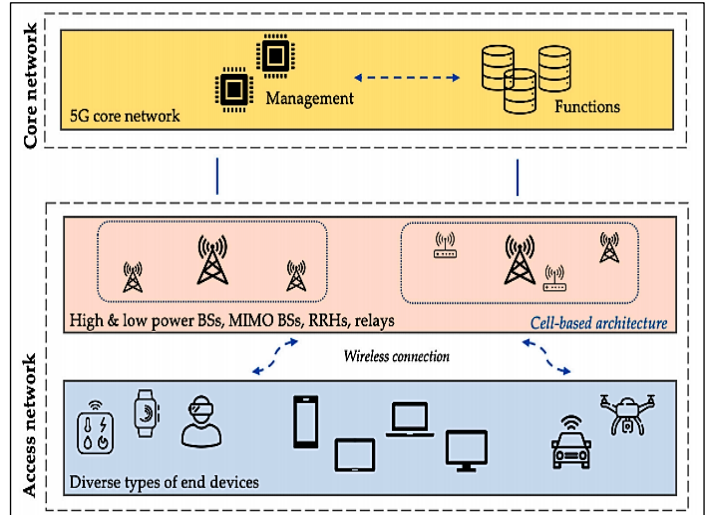 Core network
Management
Functions
5G core network
High & low power BSs, MIMO BSs, RRHs, relays
Cell-based architecture
Wireless connection
Access network
Diverse types of end devices